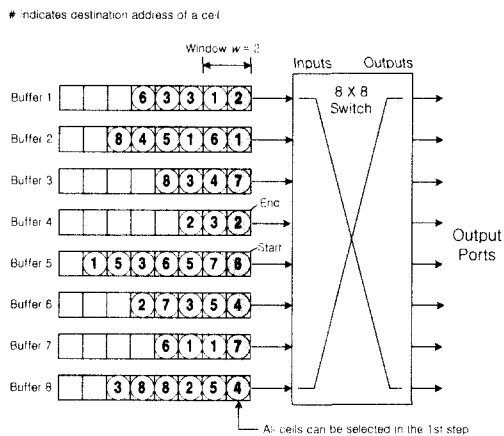 # indicates destination address of a cell
Window w = 2
Inputs Outputs
8 X 8
Switch
Buffer 1 6 3 3 1 2
Buffer 2 8 4 5 1 6 1
Buffer 3 8 3 4 7
Buffer 4 2 3 2
End
Buffer 5 1 5 3 6 5 7 6
Start
Output
Ports
Buffer 6 2 7 3 5 4
Buffer 7 6 1 1 7
Buffer 8 3 8 8 2 5 4
All cells can be selected in the 1st step